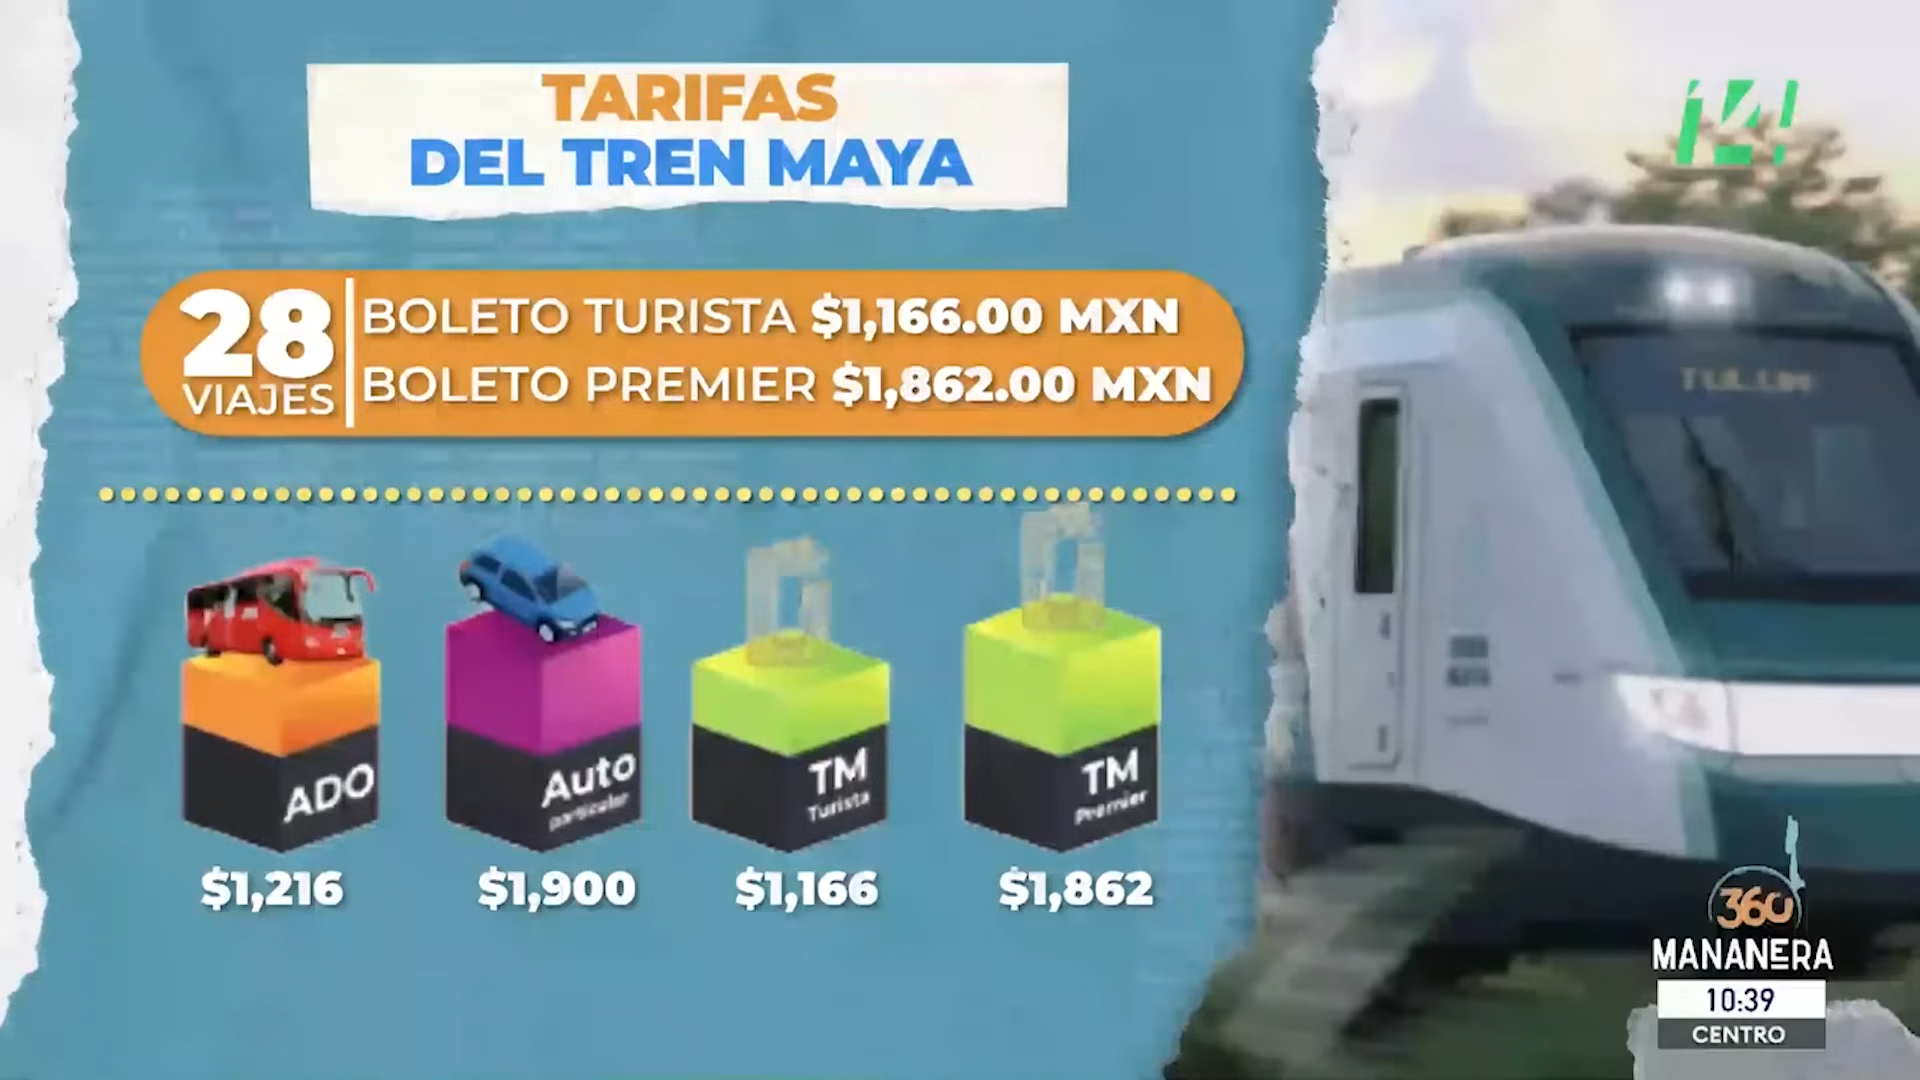 TARIFAS
DEL TREN MAYA
14
28
VIAJES
BOLETO TURISTA $1,166.00 MXN
BOLETO PREMIER $1,862.00 MXN
TULUM
ADO
Auto
particular
TM
Turista
TM
Premier
$1,216
$1,900
$1,166
$1,862
360
MAÑANERA
10:39
CENTRO